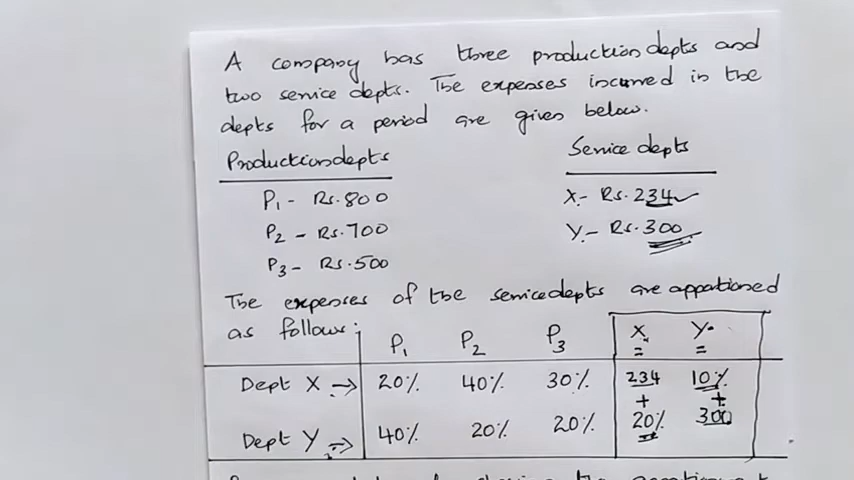 A company has three production depts and
two service depts. The expenses incurred in the
depts for a period are given below.
Production depts Service depts
P₁ - Rs.800 X - Rs.234
P₂ - Rs.700 Y - Rs.300
P₃ - Rs.500
The expenses of the service depts are apportioned
as follows:
P₁ P₂ P₃ X Y
Dept X → 20% 40% 30% 234 10%
+ +
Dept Y → 40% 20% 20% 20% 300